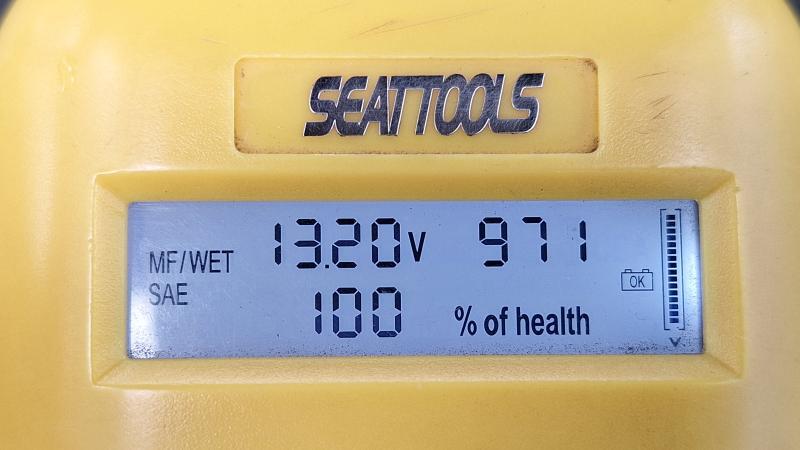 SEATTOOLS
MF/WET 13.20V 971
SAE 100 % of health
OK